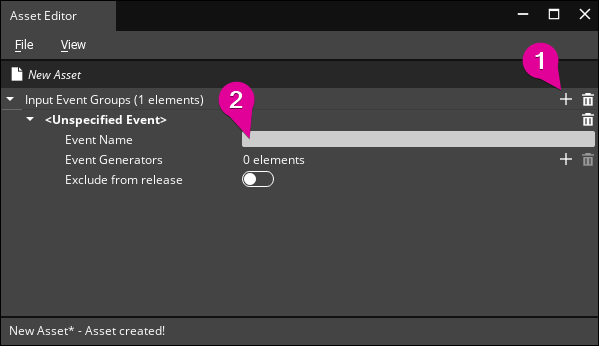 Asset Editor
File View
1
New Asset
Input Event Groups (1 elements)
2
<Unspecified Event>
Event Name
Event Generators 0 elements
Exclude from release
New Asset* - Asset created!